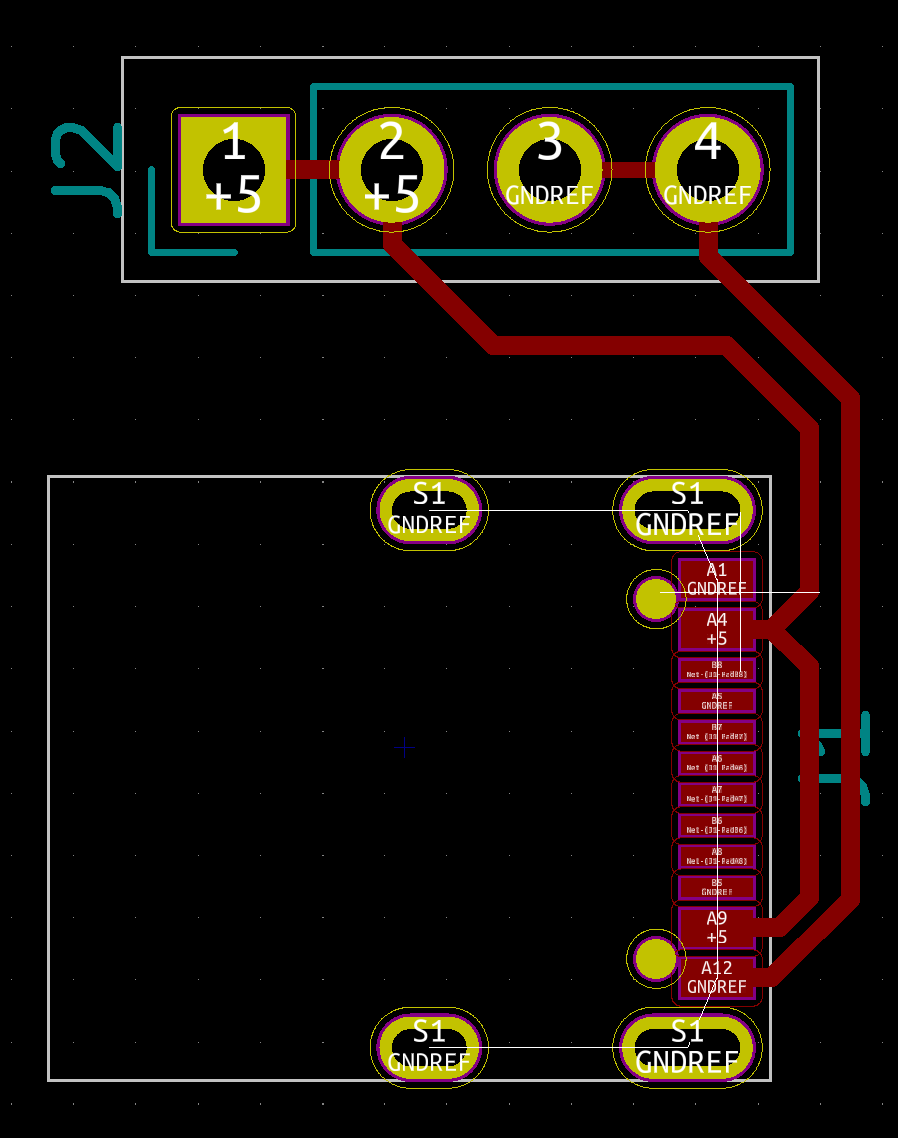 J2
1
+5
2
+5
3
GNDREF
4
GNDREF
S1
GNDREF
S1
GNDREF
A1
GNDREF
A4
+5
B8
Net-(J1-PadB8)
A5
GNDREF
B7
Net-(J1-PadB7)
A6
Net-(J1-PadA6)
A7
Net-(J1-PadA7)
B6
Net-(J1-PadB6)
A8
Net-(J1-PadA8)
B5
GNDREF
A9
+5
A12
GNDREF
J1
S1
GNDREF
S1
GNDREF